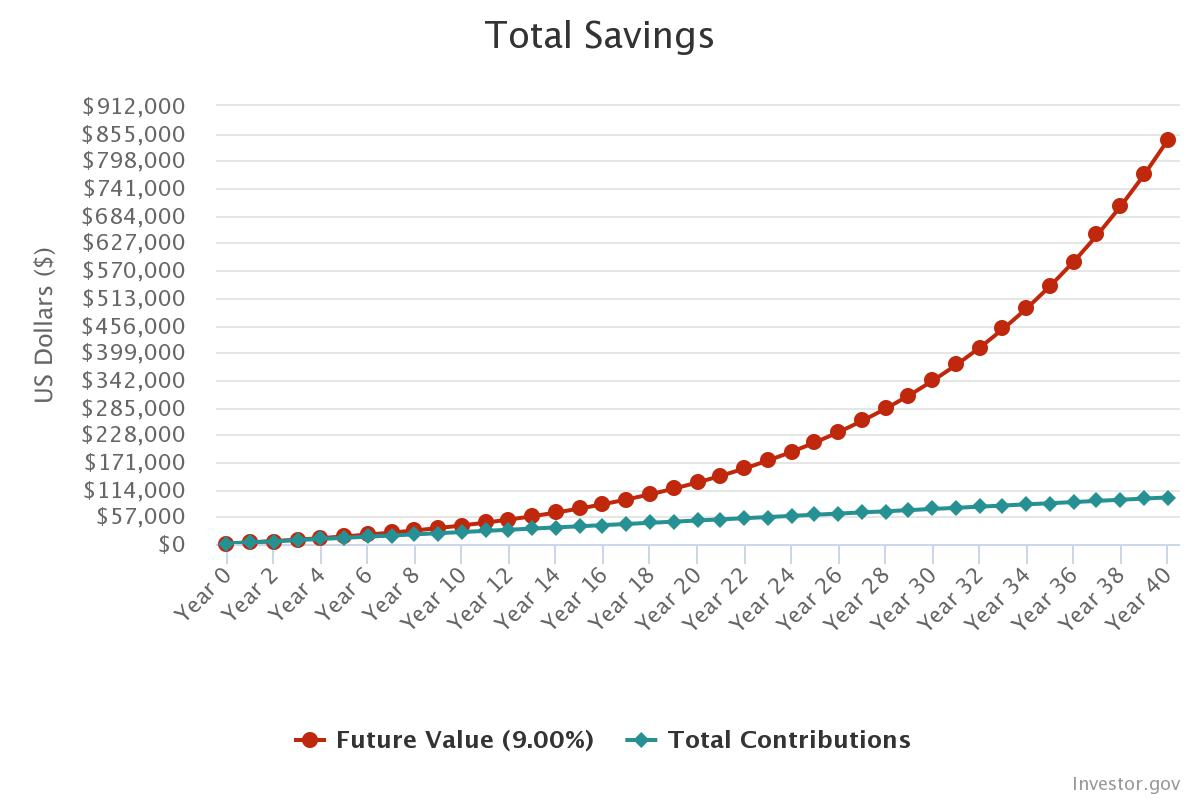 Total Savings
US Dollars ($)
$912,000
$855,000
$798,000
$741,000
$684,000
$627,000
$570,000
$513,000
$456,000
$399,000
$342,000
$285,000
$228,000
$171,000
$114,000
$57,000
$0
Year 0
Year 2
Year 4
Year 6
Year 8
Year 10
Year 12
Year 14
Year 16
Year 18
Year 20
Year 22
Year 24
Year 26
Year 28
Year 30
Year 32
Year 34
Year 36
Year 38
Year 40
Future Value (9.00%)
Total Contributions
Investor.gov